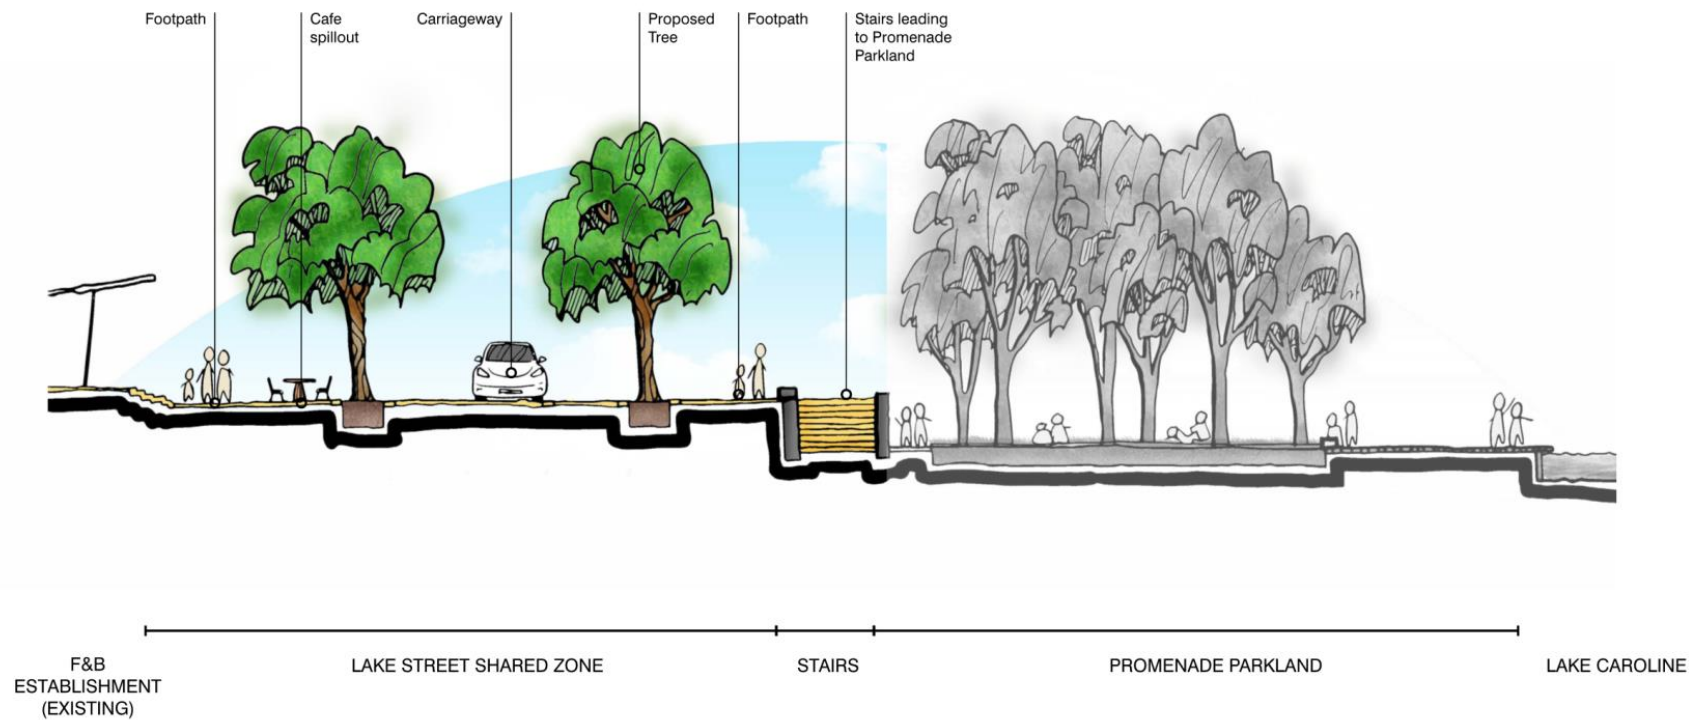 Footpath
Cafe
spillout
Carriageway
Proposed
Tree
Footpath
Stairs leading
to Promenade
Parkland
F&B
ESTABLISHMENT
(EXISTING)
LAKE STREET SHARED ZONE
STAIRS
PROMENADE PARKLAND
LAKE CAROLINE